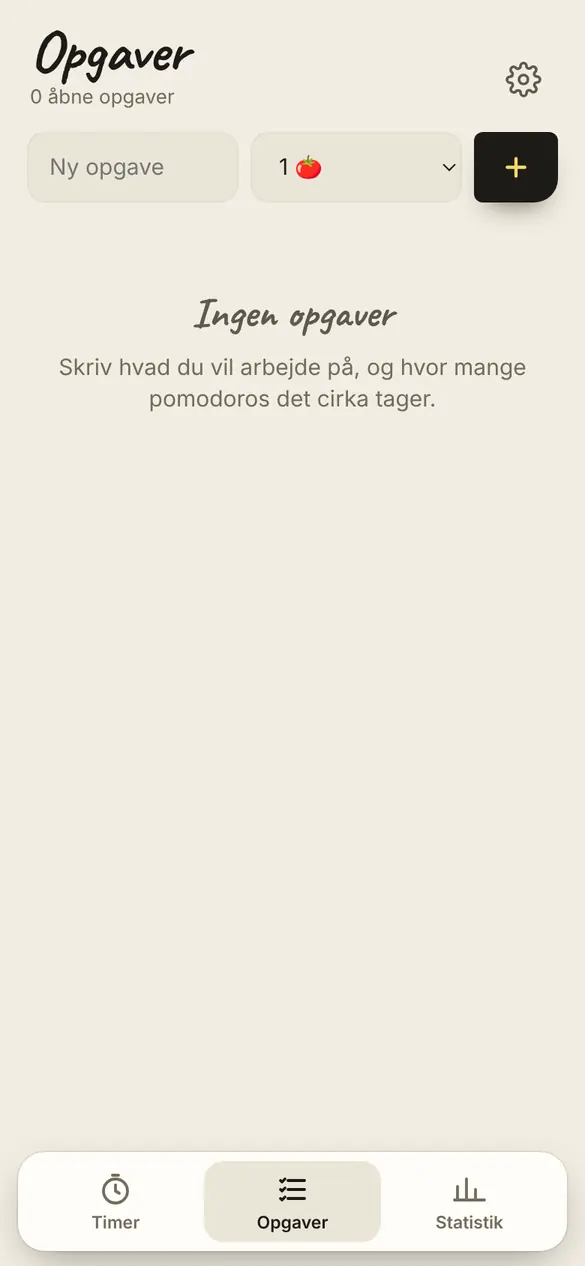 Opgaver
0 åbne opgaver
Ny opgave
1 🍅
+
Ingen opgaver
Skriv hvad du vil arbejde på, og hvor mange
pomodoros det cirka tager.
Timer
Opgaver
Statistik